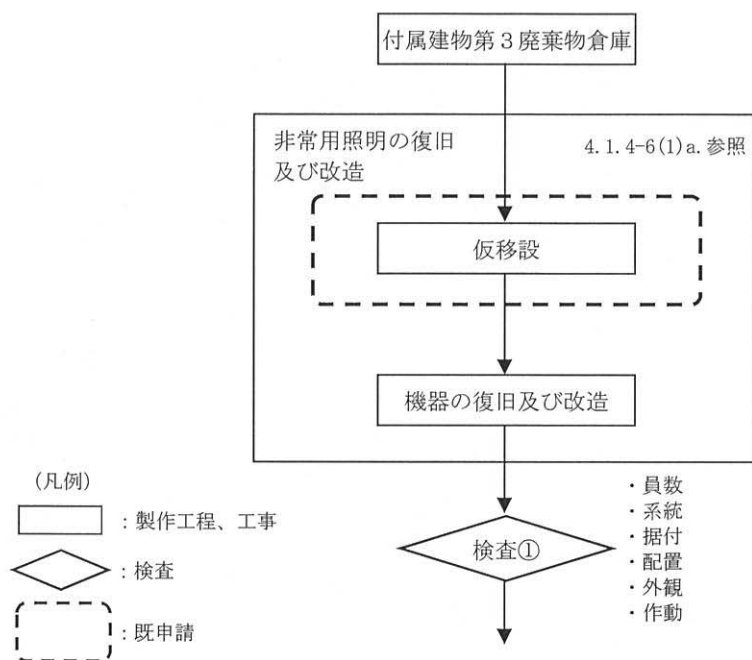 付属建物第3廃棄物倉庫
非常用照明の復旧
及び改造
4.1.4-6(1)a.参照
仮移設
機器の復旧及び改造
検査①
・員数
・系統
・据付
・配置
・外観
・作動
(凡例)
：製作工程、工事
：検査
：既申請